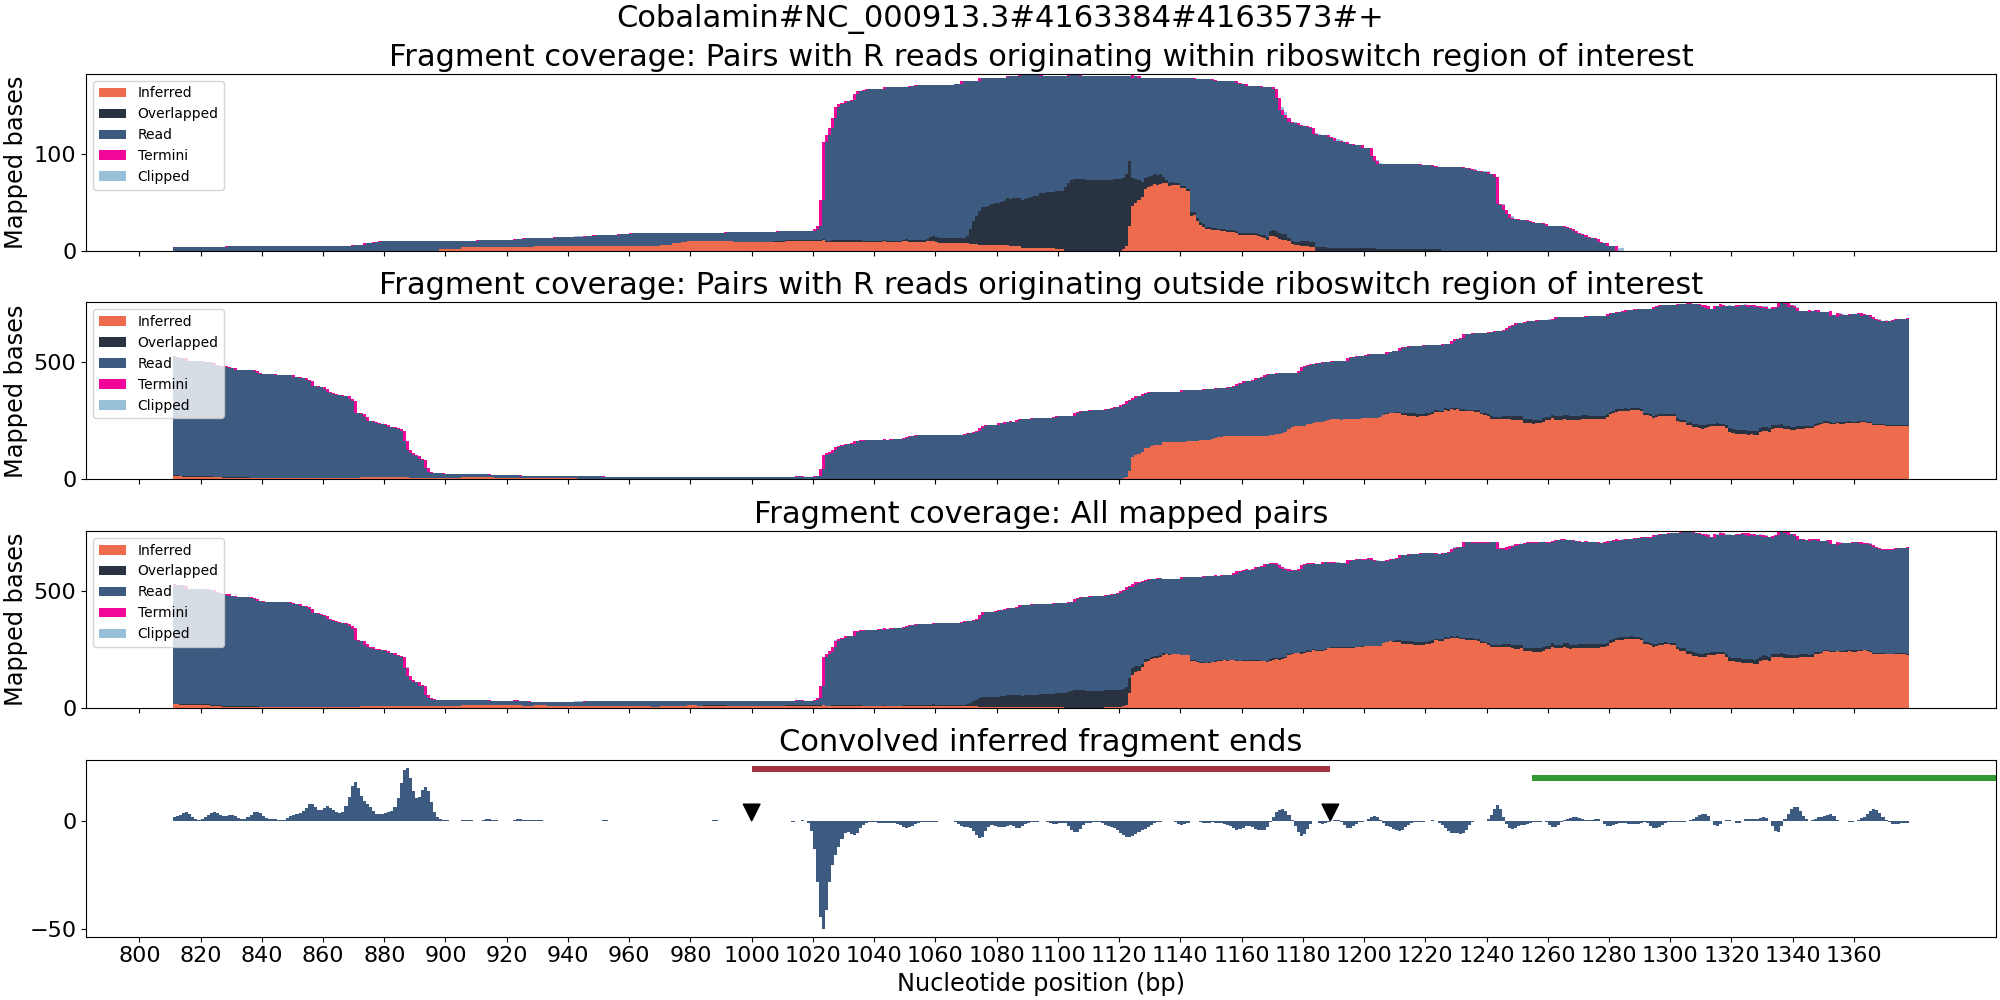 Cobalamin#NC_000913.3#4163384#4163573#+
Fragment coverage: Pairs with R reads originating within riboswitch region of interest
Mapped bases
100
0
Inferred
Overlapped
Read
Termini
Clipped
Fragment coverage: Pairs with R reads originating outside riboswitch region of interest
Mapped bases
500
0
Inferred
Overlapped
Read
Termini
Clipped
Fragment coverage: All mapped pairs
Mapped bases
500
0
Inferred
Overlapped
Read
Termini
Clipped
Convolved inferred fragment ends
0
−50
800 820 840 860 880 900 920 940 960 980 1000 1020 1040 1060 1080 1100 1120 1140 1160 1180 1200 1220 1240 1260 1280 1300 1320 1340 1360
Nucleotide position (bp)